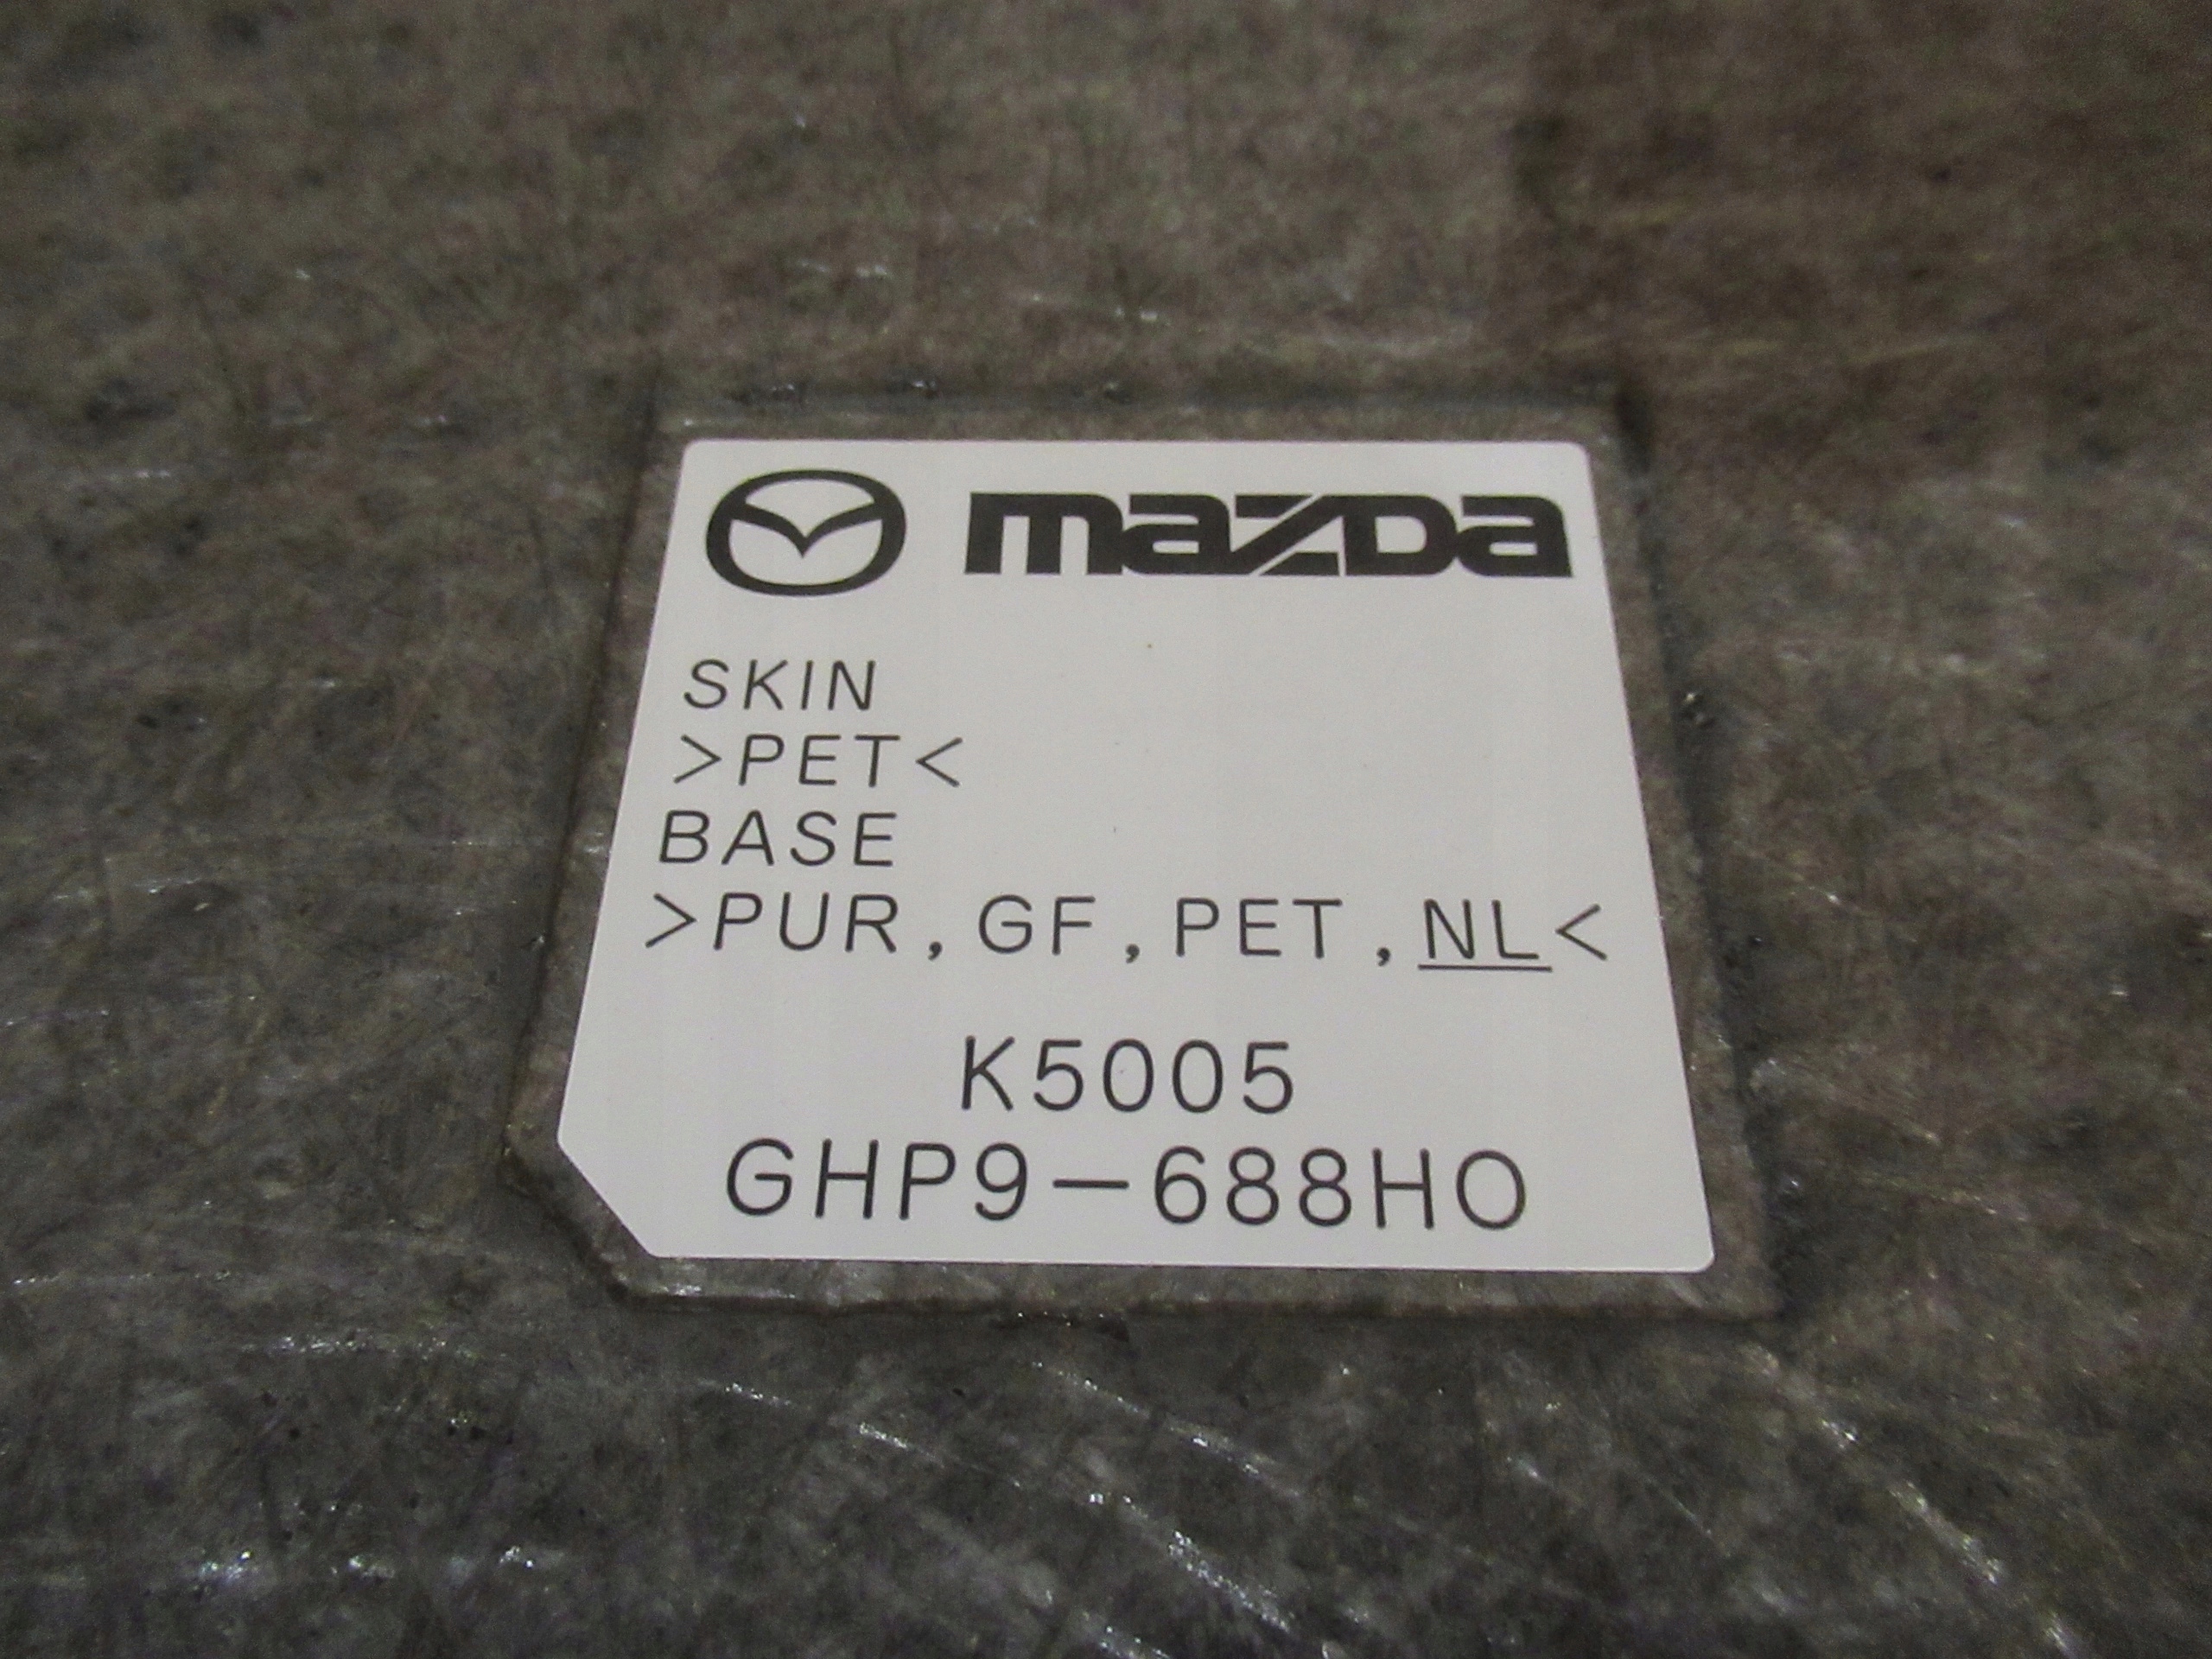 mazda
SKIN
>PET<
BASE
>PUR,GF,PET,NL<
K5005
GHP9-688HO